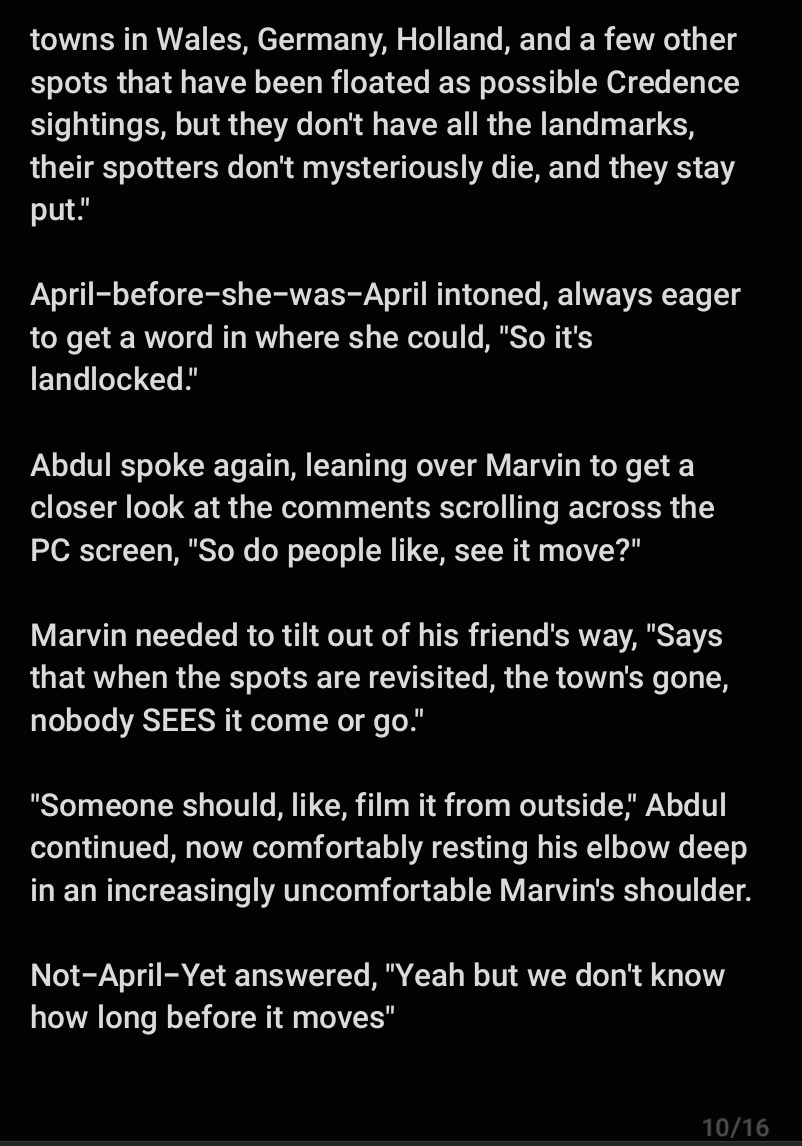 towns in Wales, Germany, Holland, and a few other
spots that have been floated as possible Credence
sightings, but they don't have all the landmarks,
their spotters don't mysteriously die, and they stay
put."
April-before-she-was-April intoned, always eager
to get a word in where she could, "So it's
landlocked."
Abdul spoke again, leaning over Marvin to get a
closer look at the comments scrolling across the
PC screen, "So do people like, see it move?"
Marvin needed to tilt out of his friend's way, "Says
that when the spots are revisited, the town's gone,
nobody SEES it come or go."
"Someone should, like, film it from outside," Abdul
continued, now comfortably resting his elbow deep
in an increasingly uncomfortable Marvin's shoulder.
Not-April-Yet answered, "Yeah but we don't know
how long before it moves"
10/16